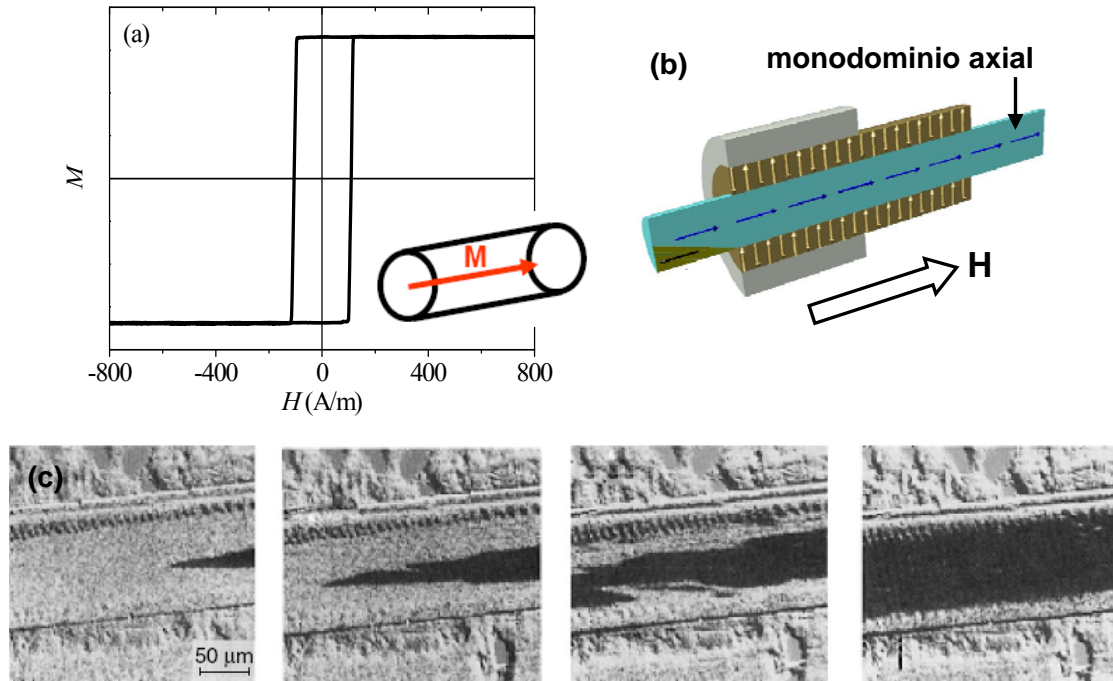 (a)
M
M
-800
-400
0
400
800
H (A/m)
(b)
monodominio axial
H
(c)
50 µm